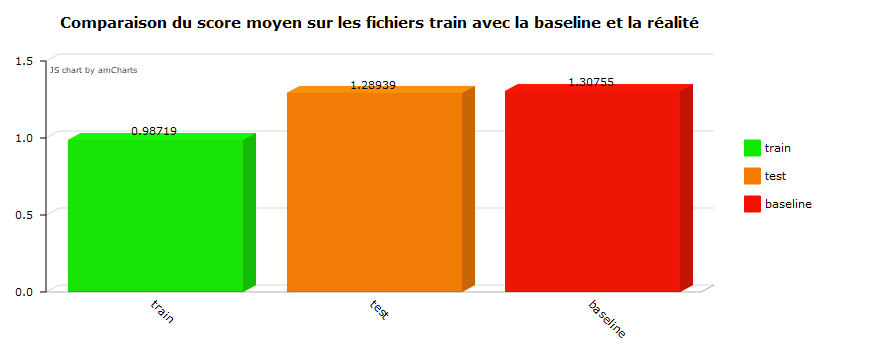 Comparaison du score moyen sur les fichiers train avec la baseline et la réalité
JS chart by amCharts
1.5
1.0
0.5
0.0
0.98719
1.28939
1.30755
train
test
baseline
train
test
baseline